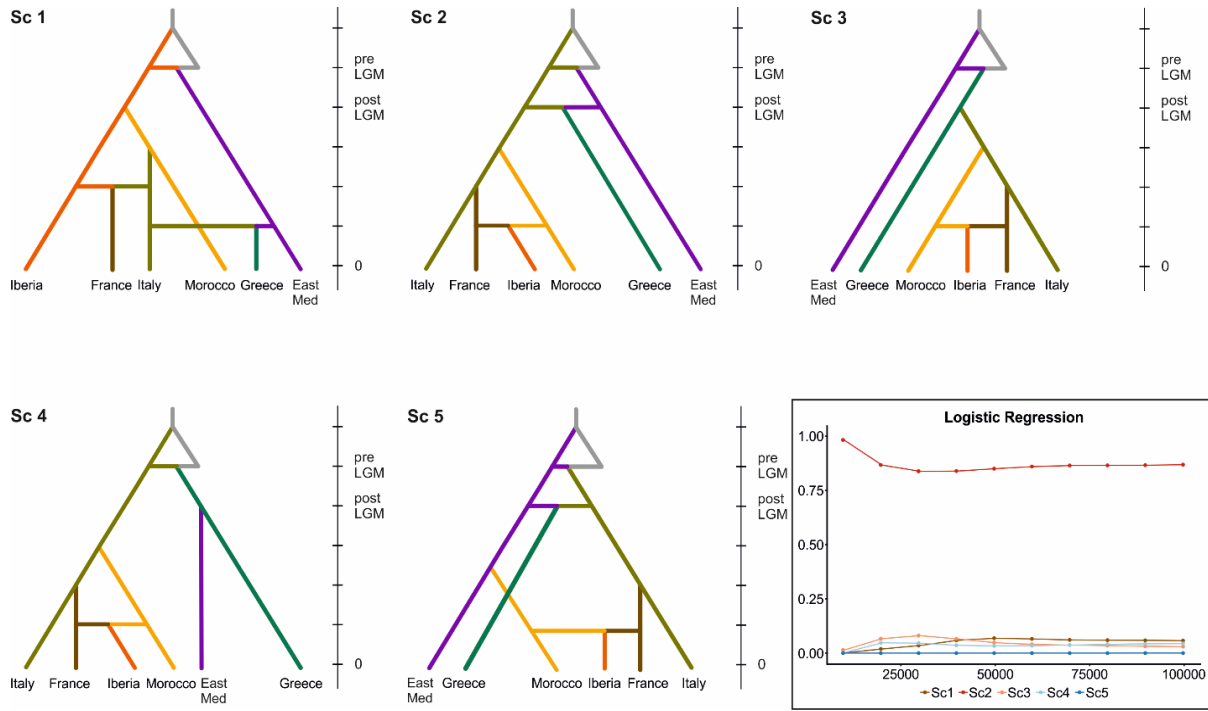 Sc 1
pre
LGM
post
LGM
0
Iberia France Italy Morocco Greece East
Med
Sc 2
pre
LGM
post
LGM
0
Italy France Iberia Morocco Greece East
Med
Sc 3
pre
LGM
post
LGM
0
East
Med
Greece Morocco Iberia France Italy
Sc 4
pre
LGM
post
LGM
0
Italy France Iberia Morocco East
Med
Greece
Sc 5
pre
LGM
post
LGM
0
East
Med
Greece Morocco Iberia France Italy
Logistic Regression
1.00
0.75
0.50
0.25
0.00
25000 50000 75000 100000
Sc1 Sc2 Sc3 Sc4 Sc5